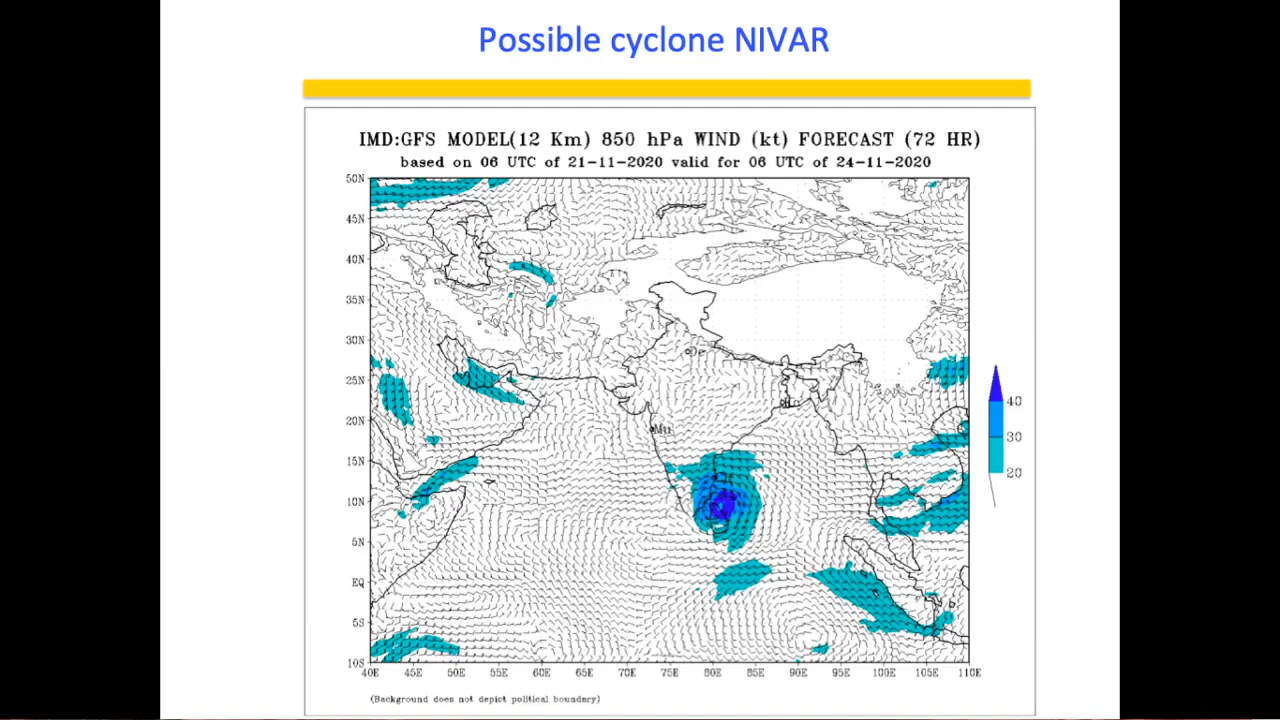 Possible cyclone NIVAR
IMD:GFS MODEL(12 Km) 850 hPa WIND (kt) FORECAST (72 HR)
based on 06 UTC of 21-11-2020 valid for 06 UTC of 24-11-2020
50N
45N
40N
35N
30N
25N
20N
15N
10N
5N
EQ
5S
10S
De
Mu
40
30
20
40E 45E 50E 55E 60E 65E 70E 75E 80E 85E 90E 95E 100E 105E 110E
(Background does not depict political boundary)